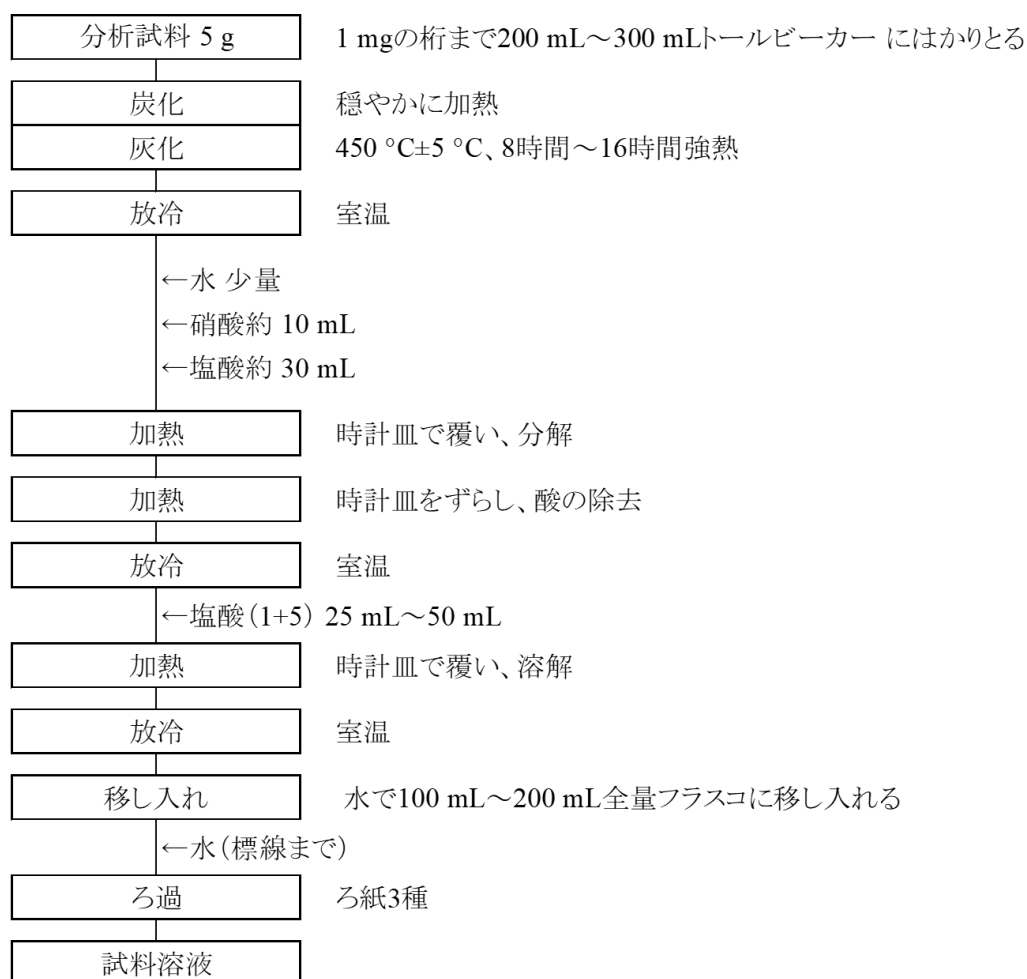 分析試料 5 g 1 mgの桁まで200 mL～300 mLトールビーカー にはかりとる
炭化 穏やかに加熱
灰化 450 °C±5 °C、8時間～16時間強熱
放冷 室温
←水 少量
←硝酸約 10 mL
←塩酸約 30 mL
加熱 時計皿で覆い、分解
加熱 時計皿をずらし、酸の除去
放冷 室温
←塩酸（1+5） 25 mL～50 mL
加熱 時計皿で覆い、溶解
放冷 室温
移し入れ 水で100 mL～200 mL全量フラスコに移し入れる
←水（標線まで）
ろ過 ろ紙3種
試料溶液